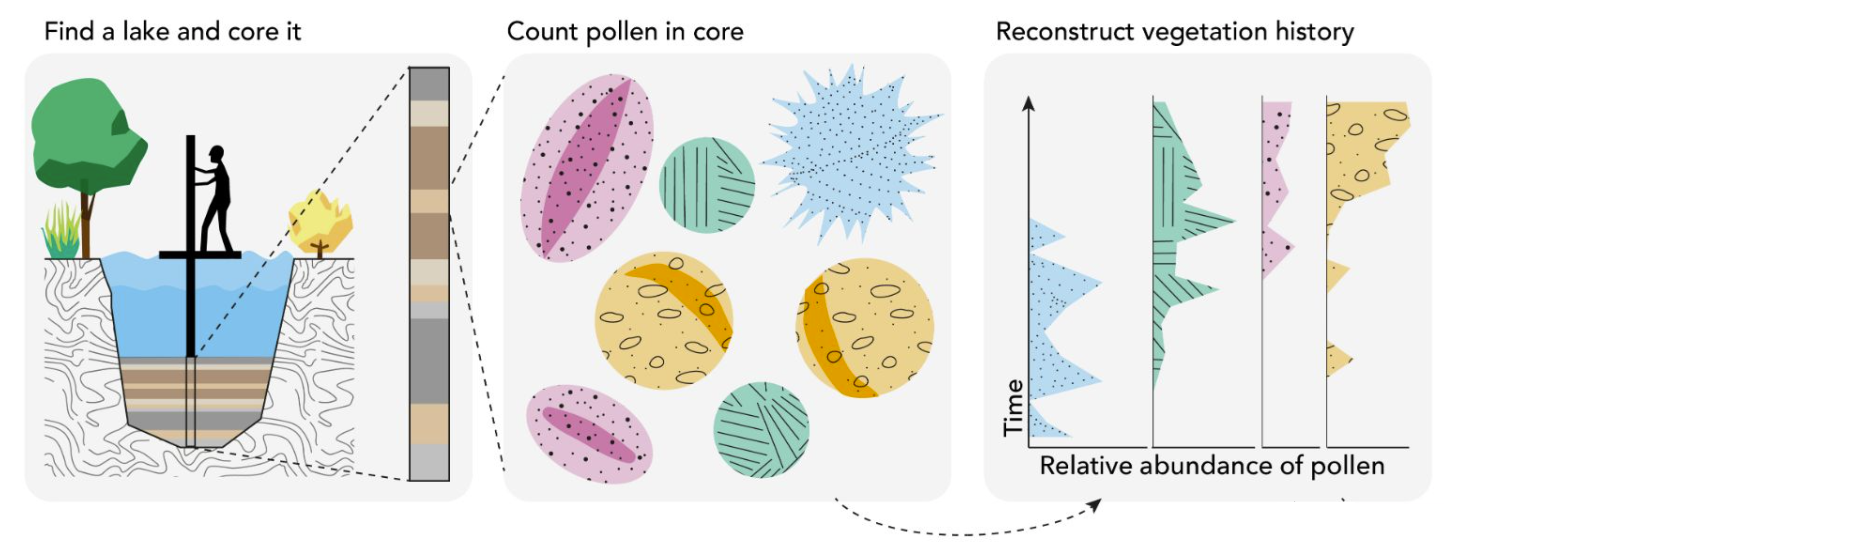 Find a lake and core it
Count pollen in core
Reconstruct vegetation history
Time
Relative abundance of pollen